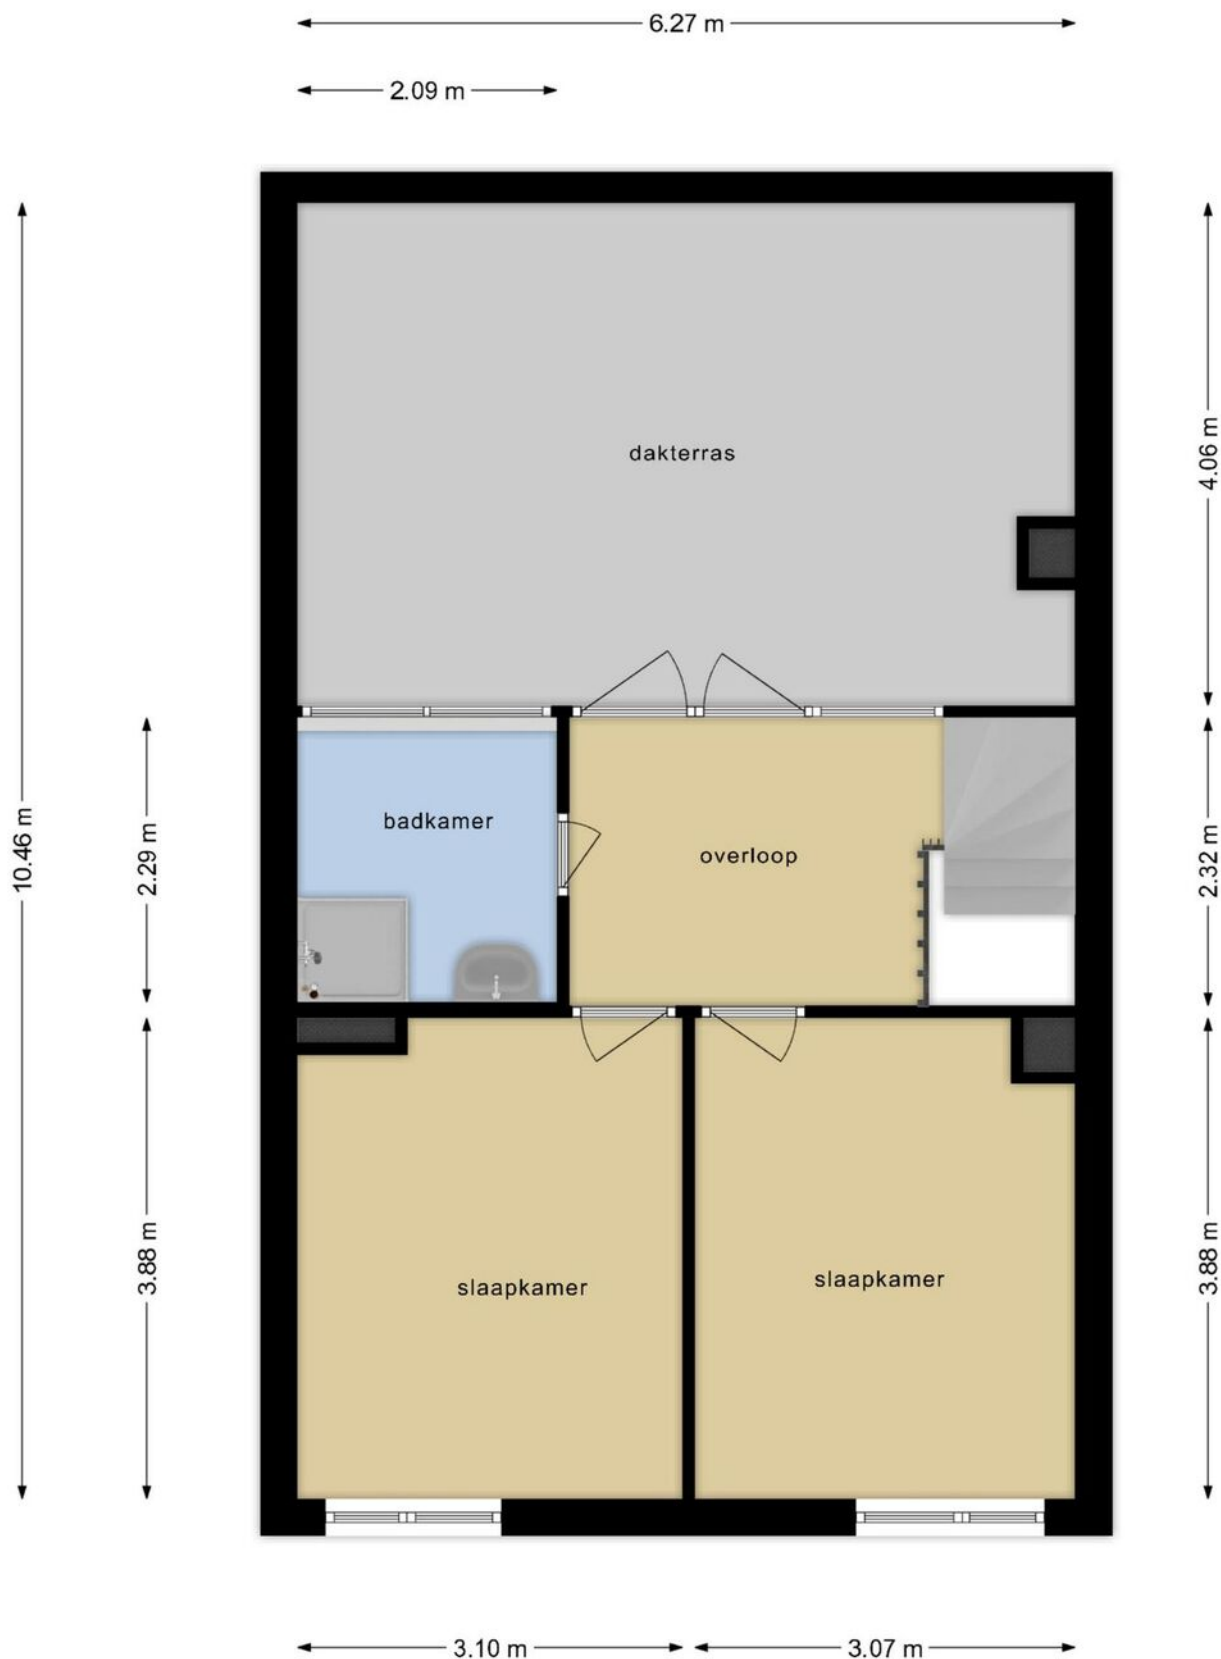 6.27 m
2.09 m
dakterras
4.06 m
10.46 m
2.29 m
badkamer
overloop
2.32 m
3.88 m
slaapkamer
slaapkamer
3.88 m
3.10 m
3.07 m